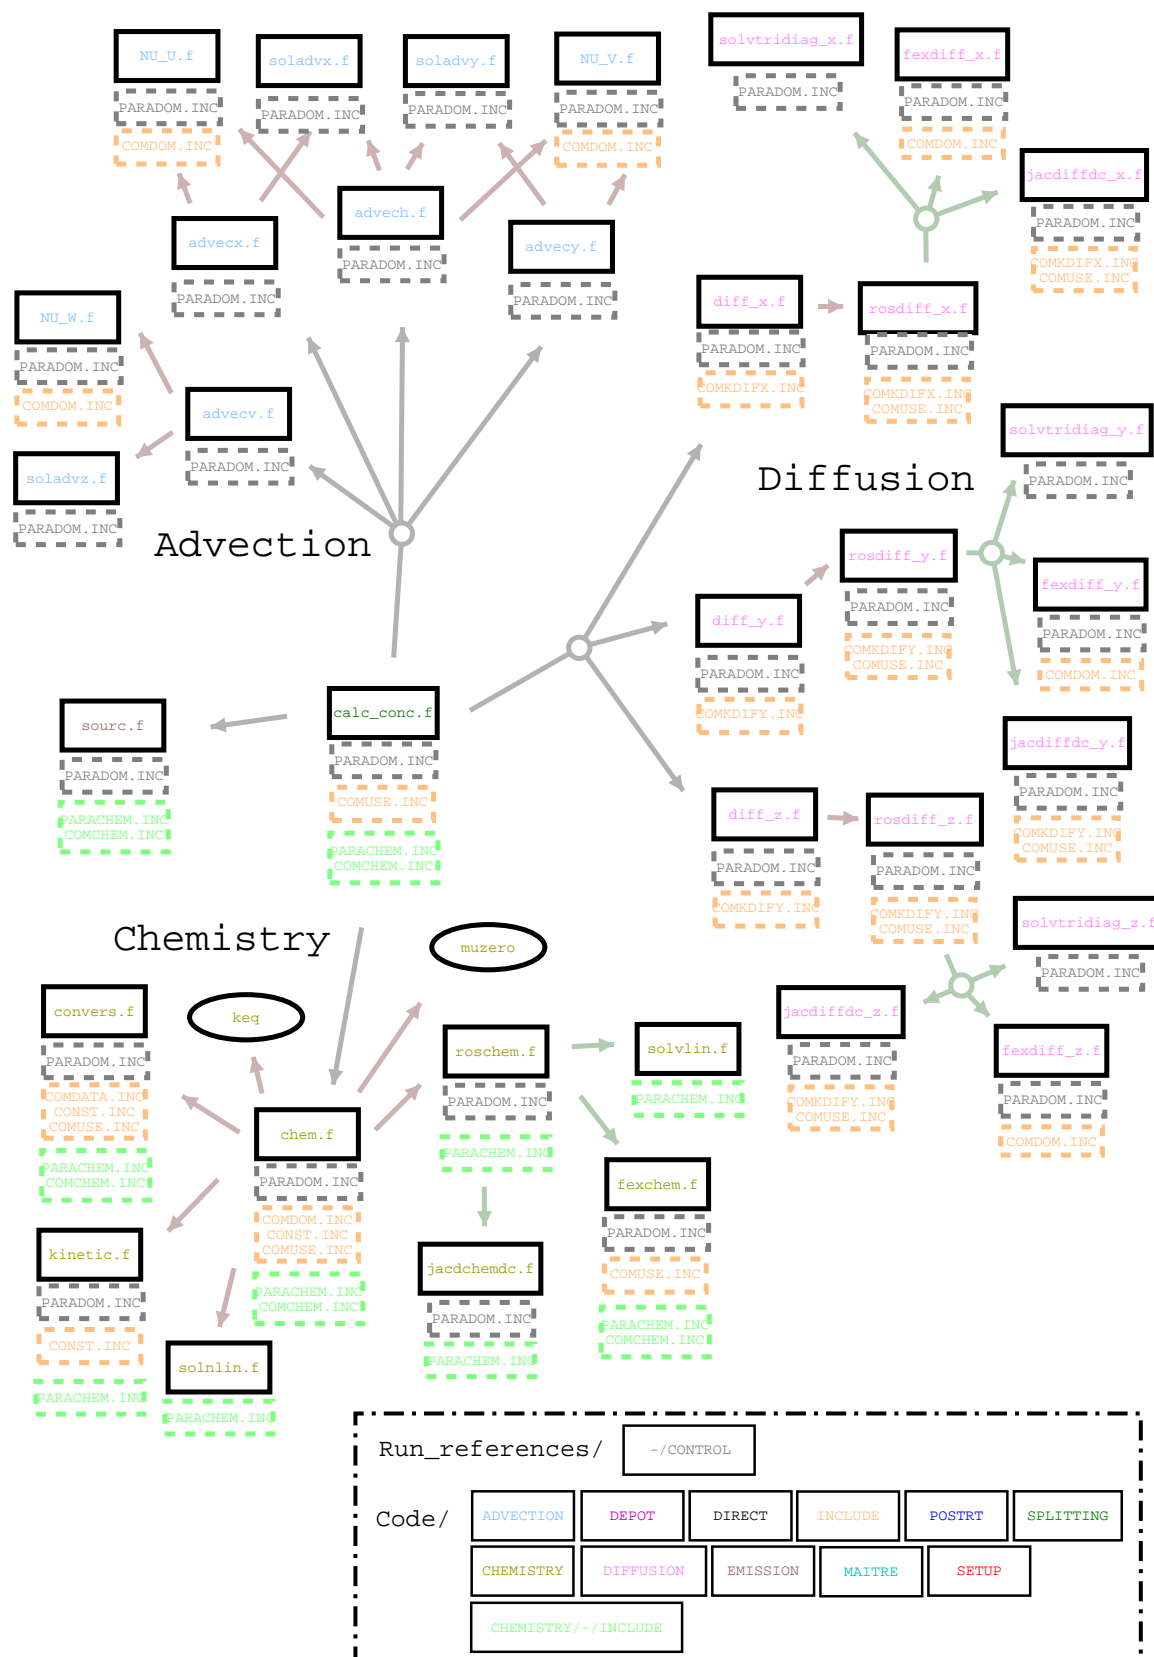 solvtridiag_x.f
PARADOM.INC
fexdiff_x.f
PARADOM.INC
COMDOM.INC
NU_U.f
PARADOM.INC
COMDOM.INC
soladvx.f
PARADOM.INC
soladvy.f
PARADOM.INC
NU_V.f
PARADOM.INC
COMDOM.INC
jacdiffdc_x.f
PARADOM.INC
COMKDIFX.INC
COMUSE.INC
advecx.f
PARADOM.INC
advech.f
PARADOM.INC
advecy.f
PARADOM.INC
diff_x.f
PARADOM.INC
COMKDIFX.INC
rosdiff_x.f
PARADOM.INC
COMKDIFX.INC
COMUSE.INC
NU_W.f
PARADOM.INC
COMDOM.INC
advecv.f
PARADOM.INC
soladvz.f
PARADOM.INC
Advection
Diffusion
solvtridiag_y.f
PARADOM.INC
rosdiff_y.f
PARADOM.INC
COMKDIFY.INC
COMUSE.INC
fexdiff_y.f
PARADOM.INC
COMDOM.INC
diff_y.f
PARADOM.INC
COMKDIFY.INC
sourc.f
PARADOM.INC
PARACHEM.INC
COMCHEM.INC
calc_conc.f
PARADOM.INC
COMUSE.INC
PARACHEM.INC
COMCHEM.INC
jacdiffdc_y.f
PARADOM.INC
COMKDIFY.INC
COMUSE.INC
diff_z.f
PARADOM.INC
COMKDIFY.INC
rosdiff_z.f
PARADOM.INC
COMKDIFY.INC
COMUSE.INC
solvtridiag_z.f
PARADOM.INC
Chemistry
muzero
keq
convers.f
PARADOM.INC
COMDATA.INC
CONST.INC
COMUSE.INC
PARACHEM.INC
COMCHEM.INC
jacdiffdc_z.f
PARADOM.INC
COMKDIFY.INC
COMUSE.INC
fexdiff_z.f
PARADOM.INC
COMDOM.INC
roschem.f
PARADOM.INC
PARACHEM.INC
solvlin.f
PARACHEM.INC
chem.f
PARADOM.INC
COMDOM.INC
CONST.INC
COMUSE.INC
PARACHEM.INC
COMCHEM.INC
fexchem.f
PARADOM.INC
COMUSE.INC
PARACHEM.INC
COMCHEM.INC
kinetic.f
PARADOM.INC
CONST.INC
PARACHEM.INC
jacdchemdc.f
PARADOM.INC
PARACHEM.INC
solnlin.f
PARACHEM.INC
Run_references/ -/CONTROL
Code/ ADVECTION DEPOT DIRECT INCLUDE POSTRT SPLITTING
CHEMISTRY DIFFUSION EMISSION MAITRE SETUP
CHEMISTRY/-/INCLUDE